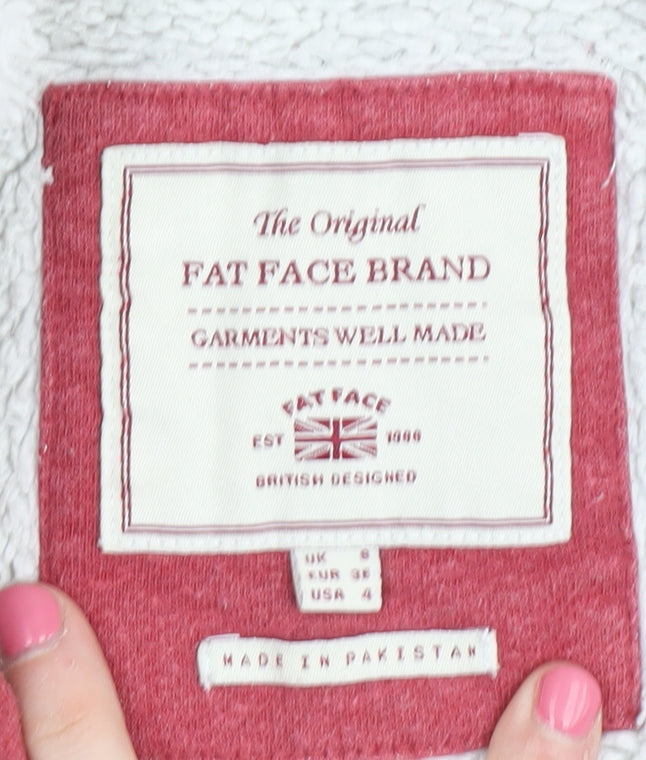 The Original
FAT FACE BRAND
GARMENTS WELL MADE
FAT FACE
EST
BRITISH DESIGNED
UK 8
EUR 36
USA 4
MADE IN PAKISTAN